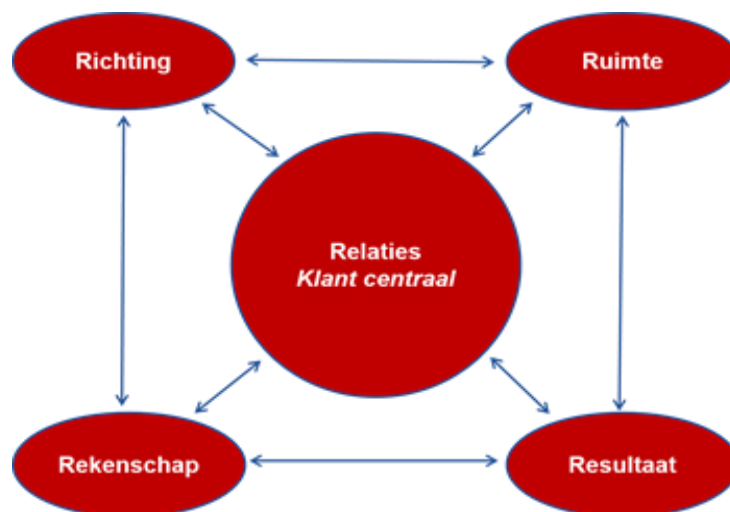 Richting
Ruimte
Relaties
Klant centraal
Rekenschap
Resultaat